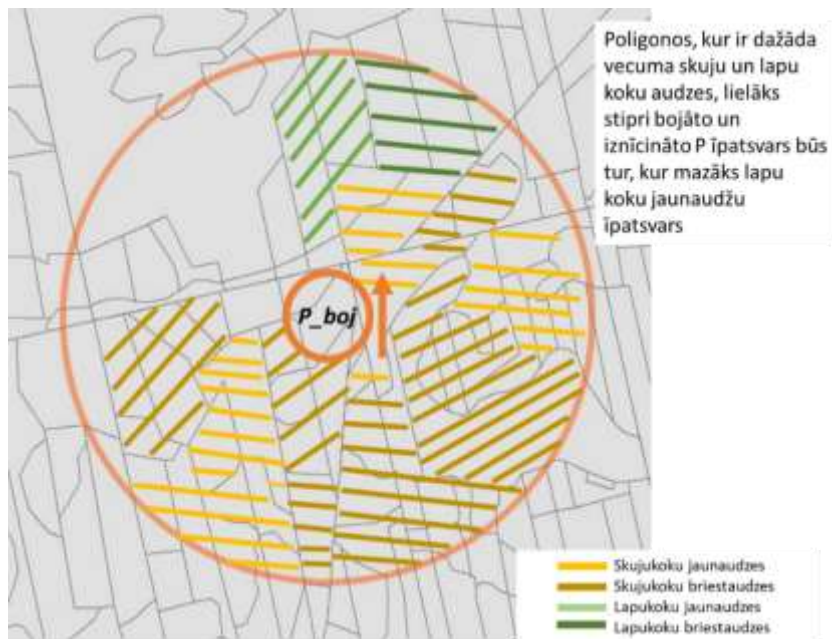 Poligonos, kur ir dažāda
vecuma skuju un lapu
koku audzes, lielāks
stipri bojāto un
iznīcināto P īpatsvars būs
tur, kur mazāks lapu
koku jaunaudžu
īpatsvars
P_boj
Skujukoku jaunaudzes
Skujukoku briestaudzes
Lapukoku jaunaudzes
Lapukoku briestaudzes